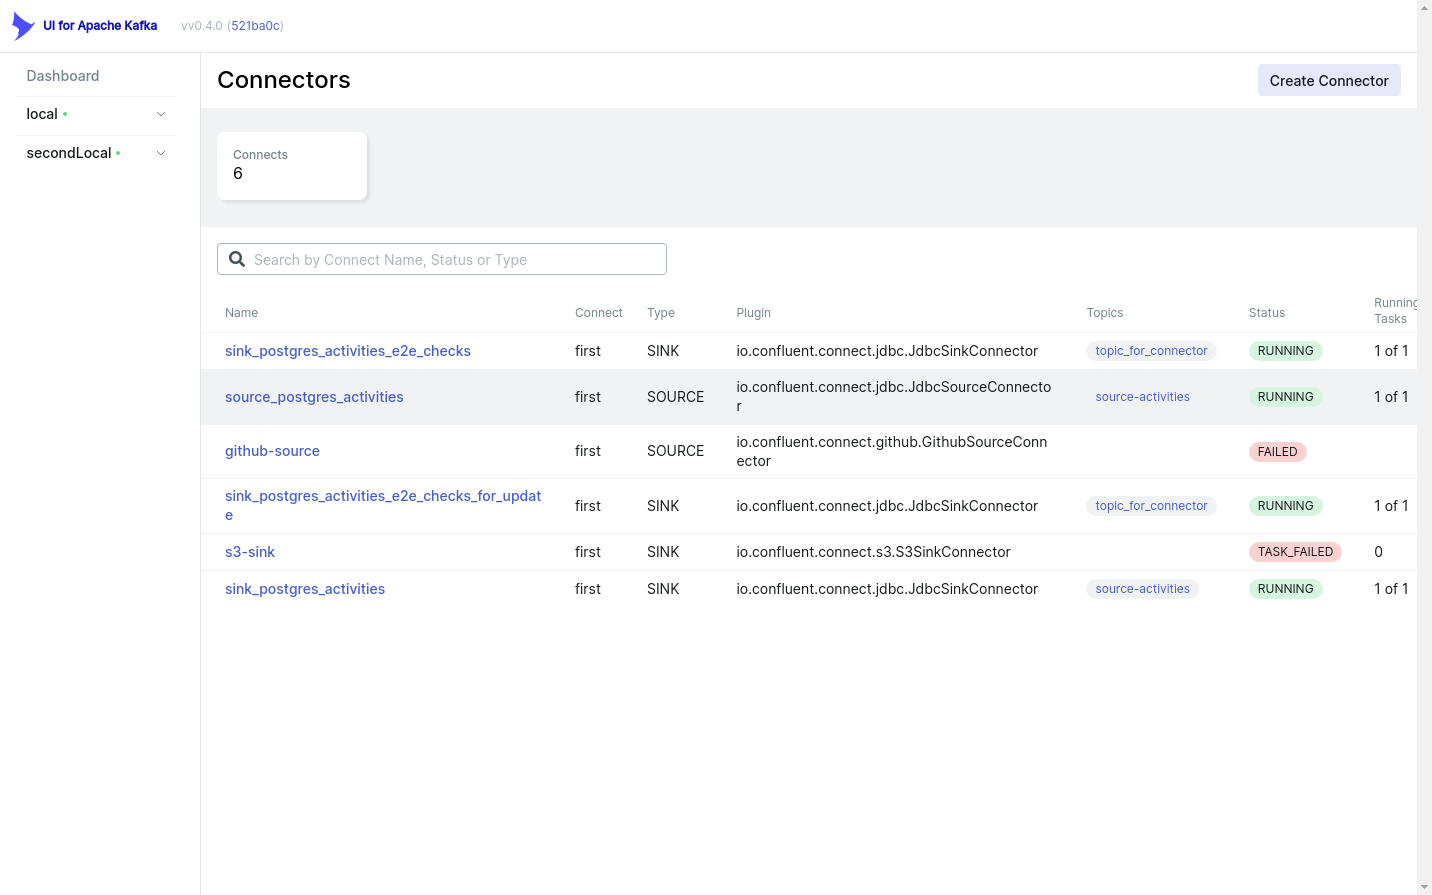 UI for Apache Kafka vv0.4.0 (521ba0c)
Dashboard
local
secondLocal
Connectors
Create Connector
Connects
6
Search by Connect Name, Status or Type
Name Connect Type Plugin Topics Status Running
Tasks
sink_postgres_activities_e2e_checks first SINK io.confluent.connect.jdbc.JdbcSinkConnector topic_for_connector RUNNING 1 of 1
source_postgres_activities first SOURCE io.confluent.connect.jdbc.JdbcSourceConnecto
r source-activities RUNNING 1 of 1
github-source first SOURCE io.confluent.connect.github.GithubSourceConn
ector FAILED
sink_postgres_activities_e2e_checks_for_updat
e first SINK io.confluent.connect.jdbc.JdbcSinkConnector topic_for_connector RUNNING 1 of 1
s3-sink first SINK io.confluent.connect.s3.S3SinkConnector TASK_FAILED 0
sink_postgres_activities first SINK io.confluent.connect.jdbc.JdbcSinkConnector source-activities RUNNING 1 of 1